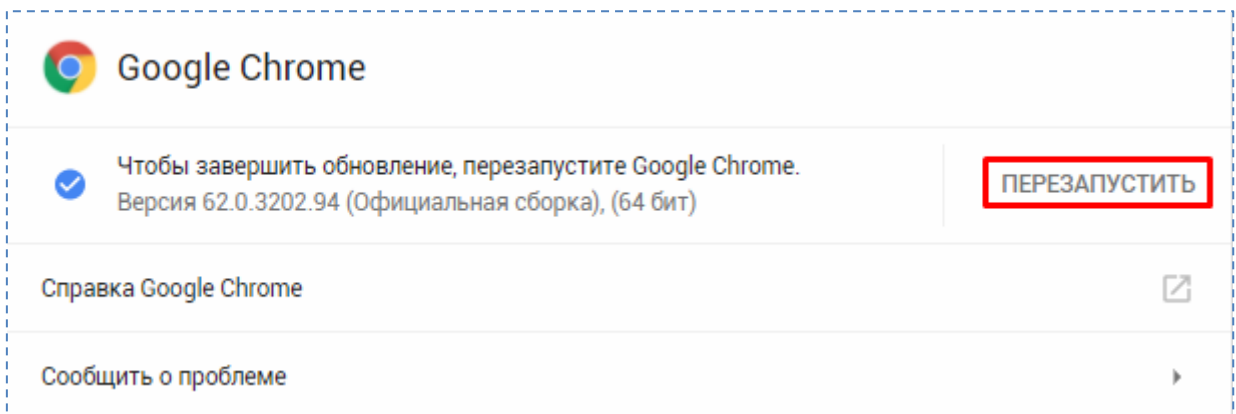 Google Chrome
Чтобы завершить обновление, перезапустите Google Chrome.
Версия 62.0.3202.94 (Официальная сборка), (64 бит)
ПЕРЕЗАПУСТИТЬ
Справка Google Chrome
Сообщить о проблеме